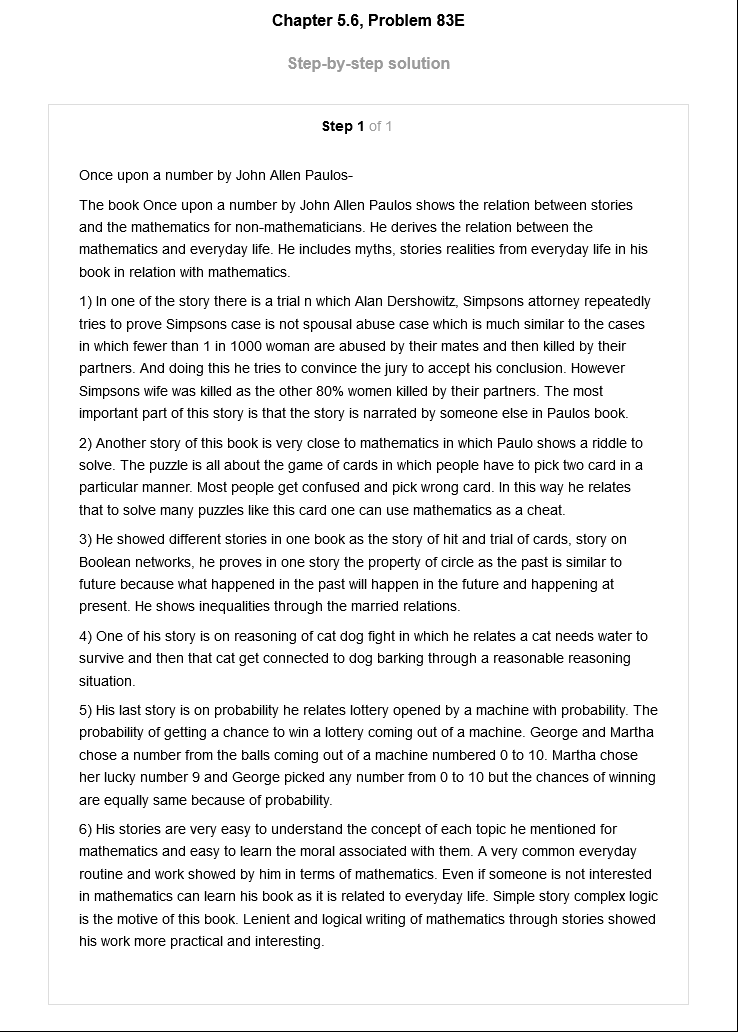 Chapter 5.6, Problem 83E
Step-by-step solution
Step 1 of 1
Once upon a number by John Allen Paulos-
The book Once upon a number by John Allen Paulos shows the relation between stories
and the mathematics for non-mathematicians. He derives the relation between the
mathematics and everyday life. He includes myths, stories realities from everyday life in his
book in relation with mathematics.
1) In one of the story there is a trial n which Alan Dershowitz, Simpsons attorney repeatedly
tries to prove Simpsons case is not spousal abuse case which is much similar to the cases
in which fewer than 1 in 1000 woman are abused by their mates and then killed by their
partners. And doing this he tries to convince the jury to accept his conclusion. However
Simpsons wife was killed as the other 80% women killed by their partners. The most
important part of this story is that the story is narrated by someone else in Paulos book.
2) Another story of this book is very close to mathematics in which Paulo shows a riddle to
solve. The puzzle is all about the game of cards in which people have to pick two card in a
particular manner. Most people get confused and pick wrong card. In this way he relates
that to solve many puzzles like this card one can use mathematics as a cheat.
3) He showed different stories in one book as the story of hit and trial of cards, story on
Boolean networks, he proves in one story the property of circle as the past is similar to
future because what happened in the past will happen in the future and happening at
present. He shows inequalities through the married relations.
4) One of his story is on reasoning of cat dog fight in which he relates a cat needs water to
survive and then that cat get connected to dog barking through a reasonable reasoning
situation.
5) His last story is on probability he relates lottery opened by a machine with probability. The
probability of getting a chance to win a lottery coming out of a machine. George and Martha
chose a number from the balls coming out of a machine numbered 0 to 10. Martha chose
her lucky number 9 and George picked any number from 0 to 10 but the chances of winning
are equally same because of probability.
6) His stories are very easy to understand the concept of each topic he mentioned for
mathematics and easy to learn the moral associated with them. A very common everyday
routine and work showed by him in terms of mathematics. Even if someone is not interested
in mathematics can learn his book as it is related to everyday life. Simple story complex logic
is the motive of this book. Lenient and logical writing of mathematics through stories showed
his work more practical and interesting.